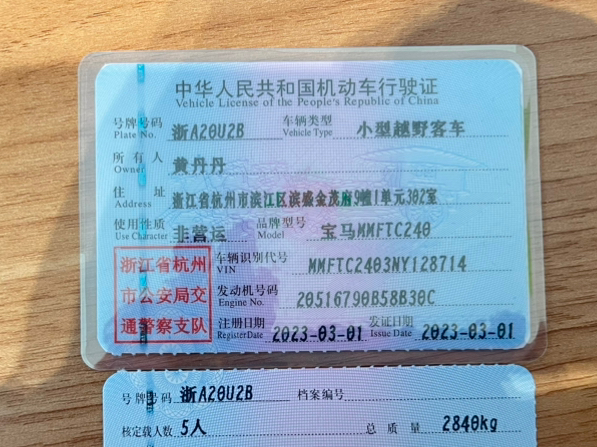 中华人民共和国机动车行驶证
Vehicle License of the People's Republic of China
号牌号码 Plate No. 浙A20U2B 车辆类型 Vehicle Type 小型越野客车
所有人 Owner 黄丹丹
住址 Address 浙江省杭州市滨江区滨盛金茂府9幢1单元302室
使用性质 Use Character 非营运 品牌型号 Model 宝马MMFTC240
浙江省杭州市公安局交通警察支队
车辆识别代号 VIN MMFTC2403NY128714
发动机号码 Engine No. 20516790B58B30C
注册日期 Register Date 2023-03-01 发证日期 Issue Date 2023-03-01
号牌号码 浙A20U2B 档案编号
核定载人数 5人 总质量 2840kg